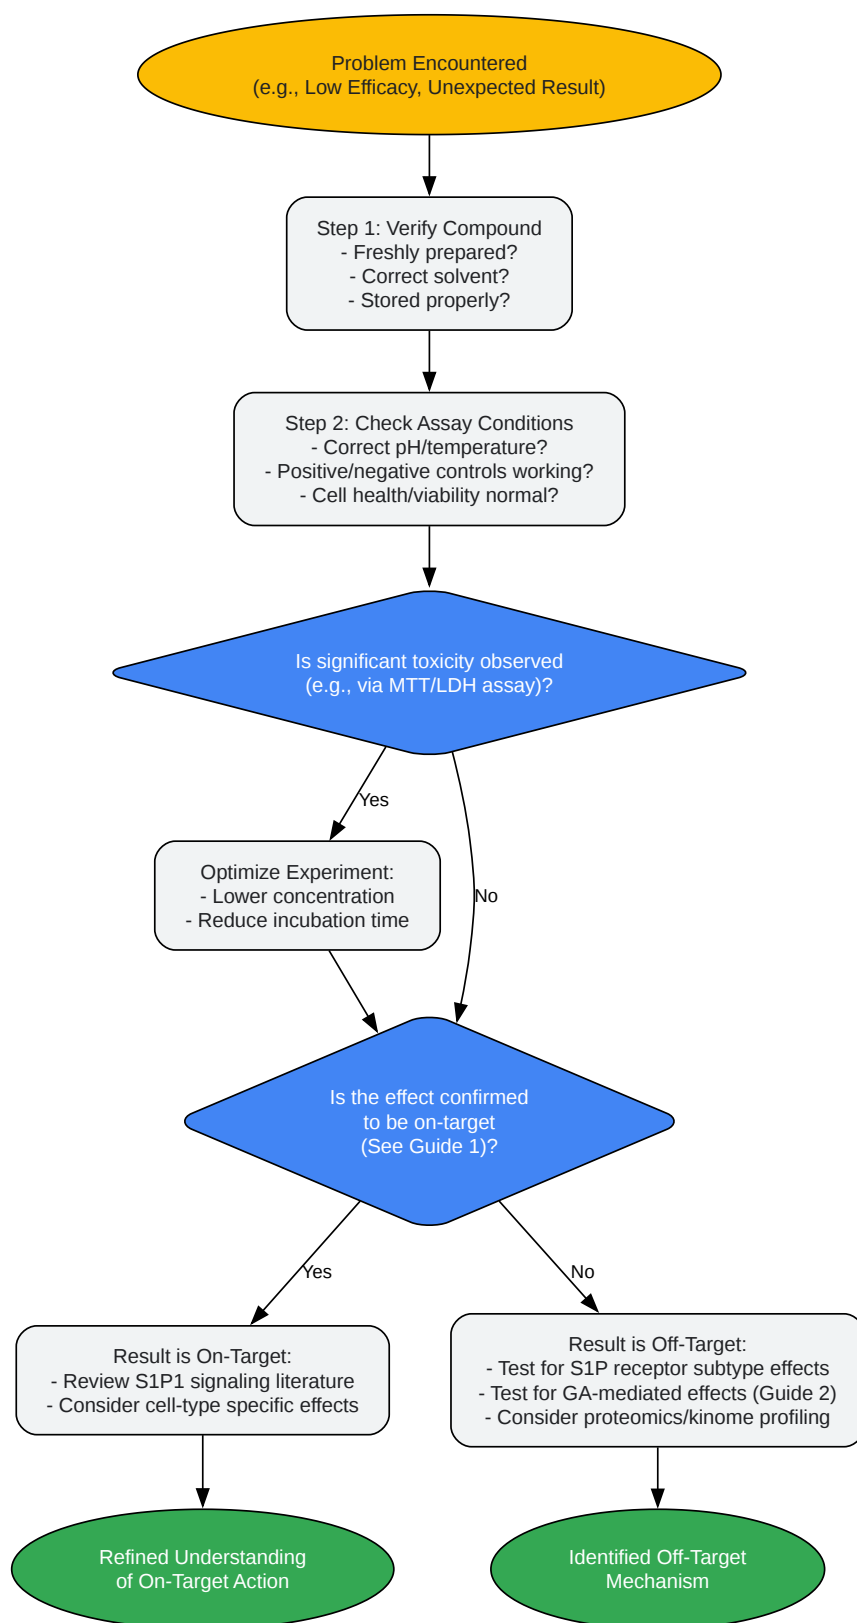 Problem Encountered
(e.g., Low Efficacy, Unexpected Result)
Step 1: Verify Compound
- Freshly prepared?
- Correct solvent?
- Stored properly?
Step 2: Check Assay Conditions
- Correct pH/temperature?
- Positive/negative controls working?
- Cell health/viability normal?
Is significant toxicity observed
(e.g., via MTT/LDH assay)?
Yes
Optimize Experiment:
- Lower concentration
- Reduce incubation time
No
Is the effect confirmed
to be on-target
(See Guide 1)?
Yes
No
Result is On-Target:
- Review S1P1 signaling literature
- Consider cell-type specific effects
Result is Off-Target:
- Test for S1P receptor subtype effects
- Test for GA-mediated effects (Guide 2)
- Consider proteomics/kinome profiling
Refined Understanding
of On-Target Action
Identified Off-Target
Mechanism